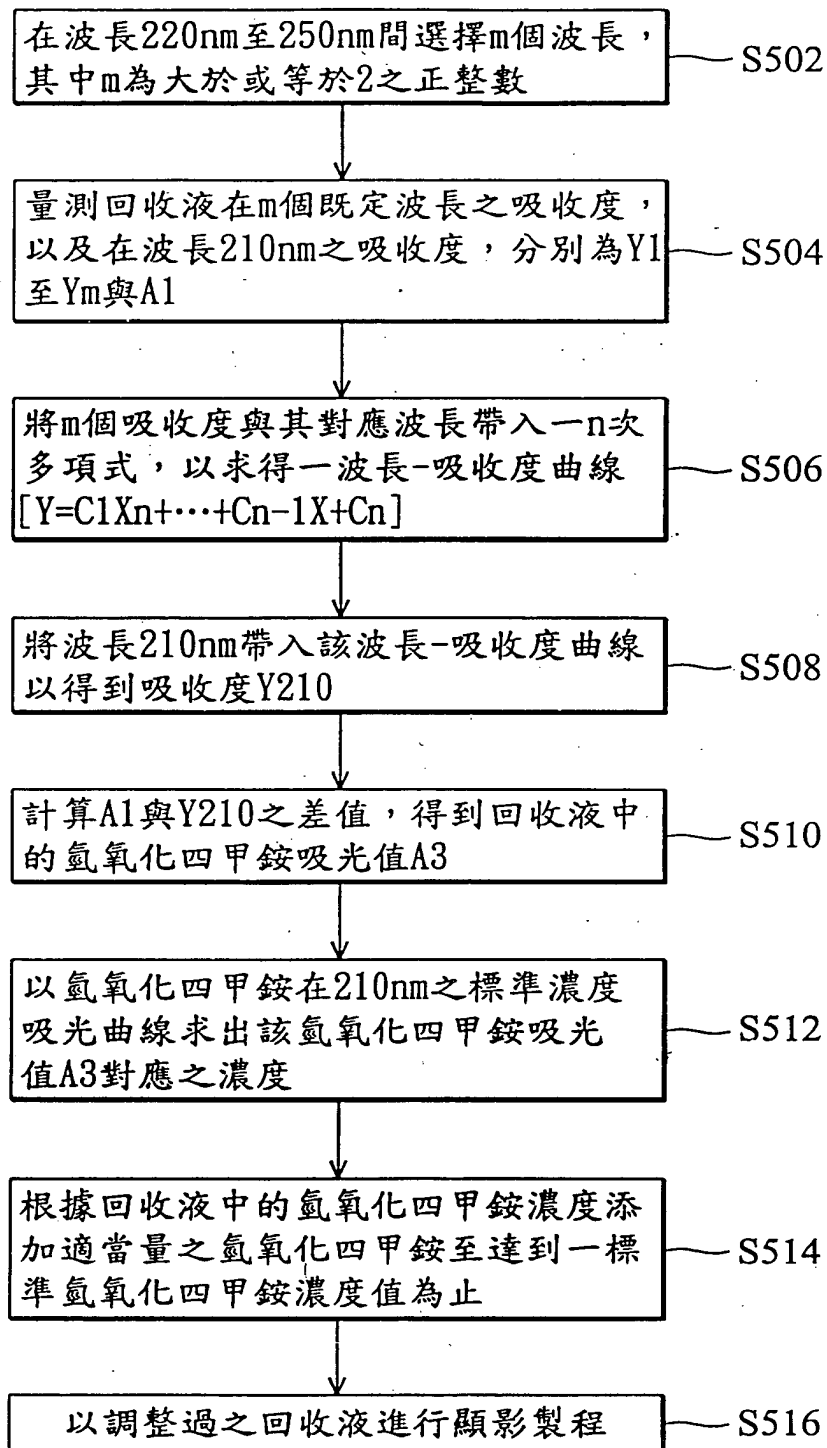 在波長220nm至250nm間選擇m個波長，
其中m為大於或等於2之正整數
S502
量測回收液在m個既定波長之吸收度，
以及在波長210nm之吸收度，分別為Y1
至Ym與A1
S504
將m個吸收度與其對應波長帶入一n次
多項式，以求得一波長-吸收度曲線
[Y=C1Xn+⋯+Cn-1X+Cn]
S506
將波長210nm帶入該波長-吸收度曲線
以得到吸收度Y210
S508
計算A1與Y210之差值，得到回收液中
的氫氧化四甲銨吸光值A3
S510
以氫氧化四甲銨在210nm之標準濃度
吸光曲線求出該氫氧化四甲銨吸光
值A3對應之濃度
S512
根據回收液中的氫氧化四甲銨濃度添
加適當量之氫氧化四甲銨至達到一標
準氫氧化四甲銨濃度值為止
S514
以調整過之回收液進行顯影製程
S516